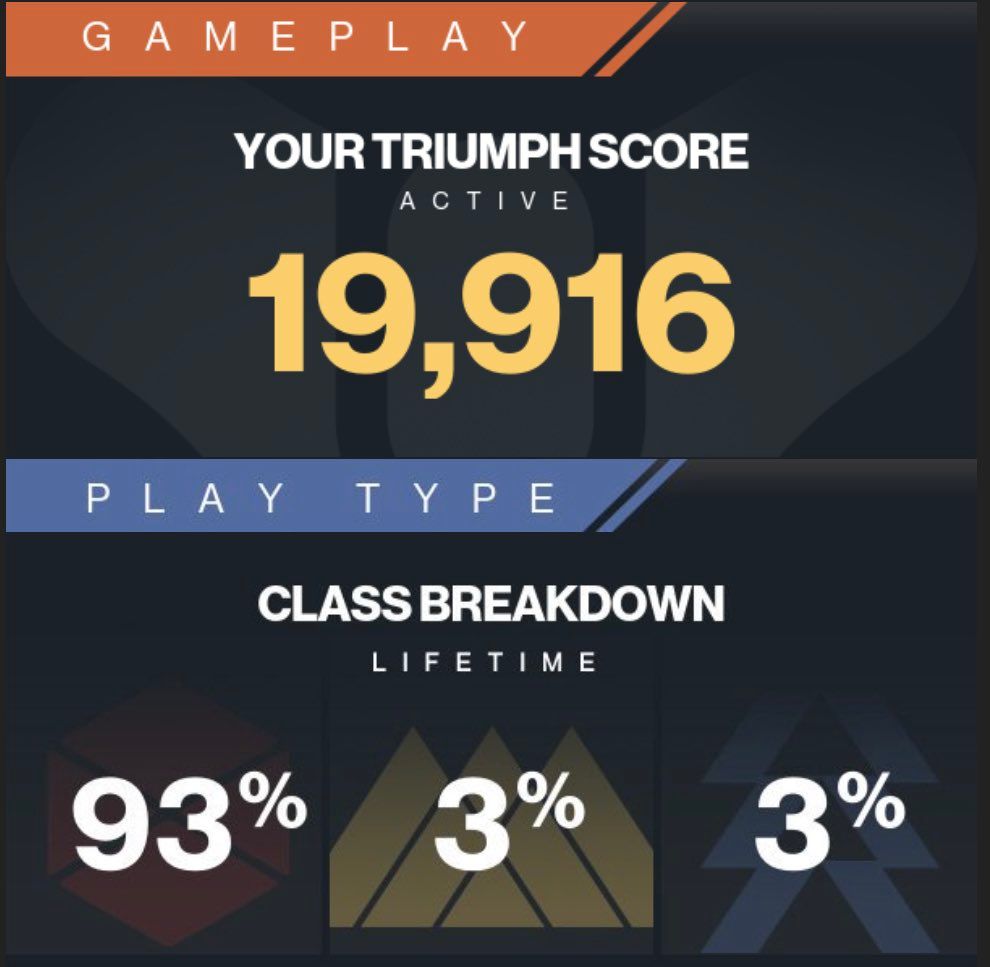 GAMEPLAY
YOUR TRIUMPH SCORE
ACTIVE
19,916
PLAY TYPE
CLASS BREAKDOWN
LIFETIME
93% 3% 3%